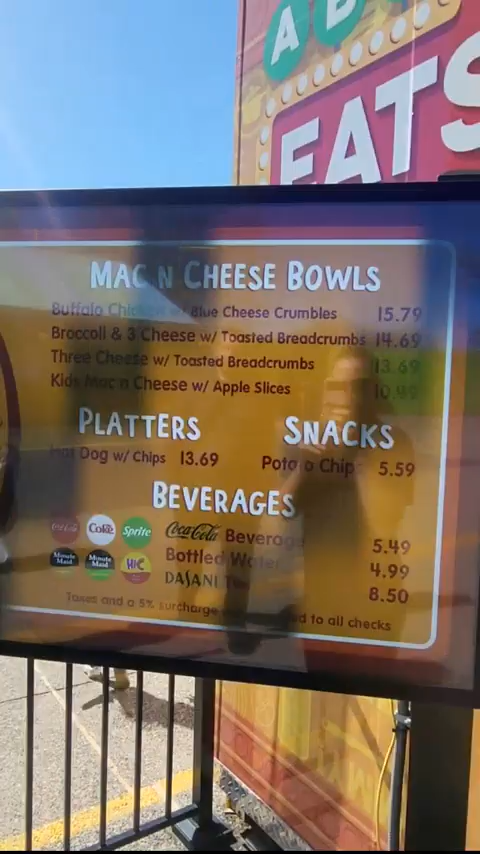 A B
EATS
MAC N CHEESE BOWLS
Buffalo Chicken w/ Blue Cheese Crumbles 15.79
Broccoli & 3 Cheese w/ Toasted Breadcrumbs 14.69
Three Cheese w/ Toasted Breadcrumbs 13.69
Kids Mac n Cheese w/ Apple Slices 10.99
PLATTERS
Hot Dog w/ Chips 13.69
SNACKS
Potato Chips 5.59
BEVERAGES
Coca-Cola Coke Sprite
Minute Maid Minute Maid HI-C
Coca-Cola Beverage 5.49
Bottled Water 4.99
DASANI 8.50
Taxes and a 5% surcharge to all checks